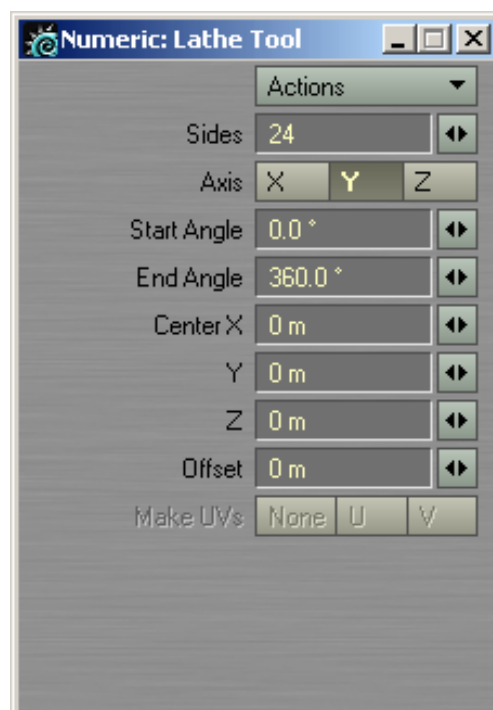 Numeric: Lathe Tool
Actions
Sides 24
Axis X Y Z
Start Angle 0.0 °
End Angle 360.0 °
Center X 0 m
Y 0 m
Z 0 m
Offset 0 m
Make UVs None U V